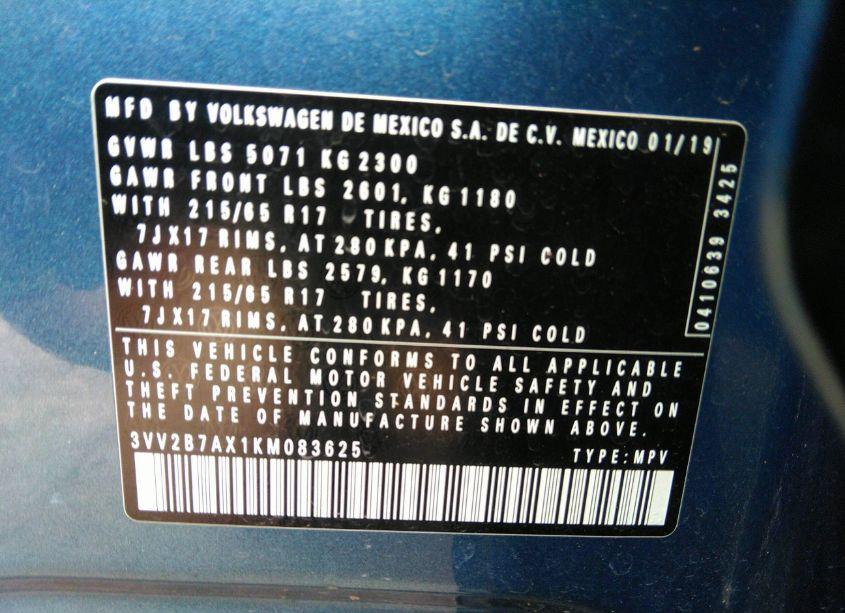 MFD BY VOLKSWAGEN DE MEXICO S.A. DE C.V. MEXICO 01/19
GVWR LBS 5071 KG 2300
GAWR FRONT LBS 2601, KG 1180
WITH 215/65 R17 TIRES,
7JX17 RIMS, AT 280 KPA, 41 PSI COLD
GAWR REAR LBS 2579, KG 1170
WITH 215/65 R17 TIRES,
7JX17 RIMS, AT 280 KPA, 41 PSI COLD
0410639 3425
THIS VEHICLE CONFORMS TO ALL APPLICABLE
U.S. FEDERAL MOTOR VEHICLE SAFETY AND
THEFT PREVENTION STANDARDS IN EFFECT ON
THE DATE OF MANUFACTURE SHOWN ABOVE.
3VV2B7AX1KM083625
TYPE: MPV